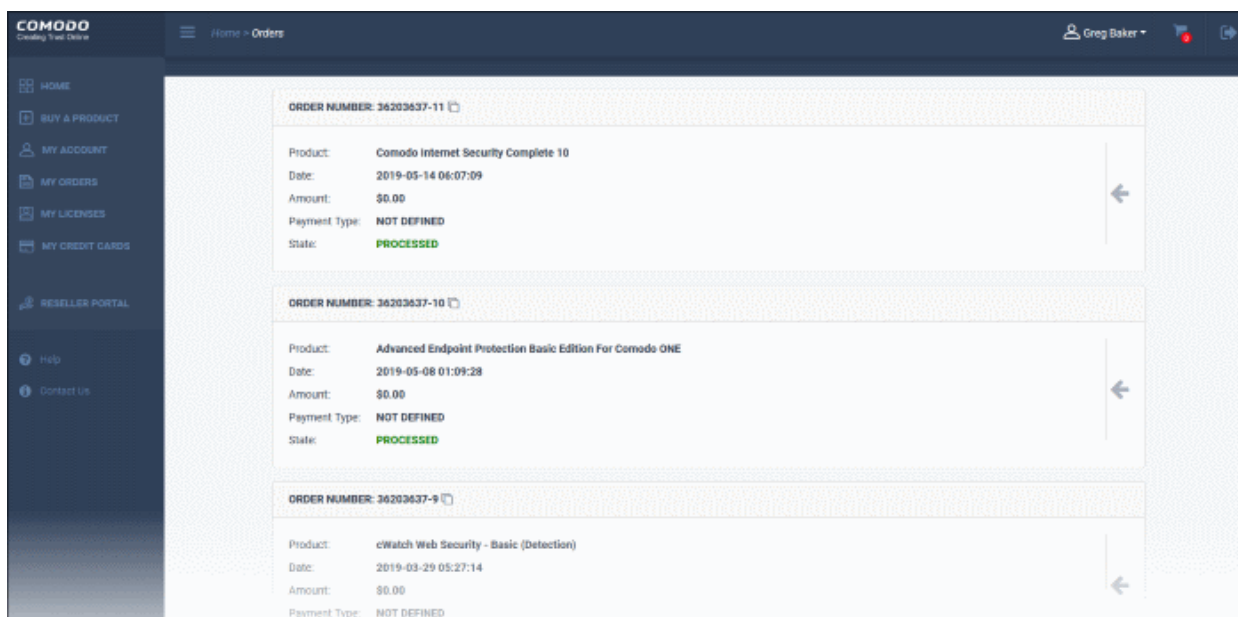 COMODO
Creating Trust Online
Home > Orders
Greg Baker
HOME
BUY A PRODUCT
MY ACCOUNT
MY ORDERS
MY LICENSES
MY CREDIT CARDS
RESELLER PORTAL
Help
Contact Us
ORDER NUMBER: 36203637-11
Product: Comodo Internet Security Complete 10
Date: 2019-05-14 06:07:09
Amount: $0.00
Payment Type: NOT DEFINED
State: PROCESSED
ORDER NUMBER: 36203637-10
Product: Advanced Endpoint Protection Basic Edition For Comodo ONE
Date: 2019-05-08 01:09:28
Amount: $0.00
Payment Type: NOT DEFINED
State: PROCESSED
ORDER NUMBER: 36203637-9
Product: cWatch Web Security - Basic (Detection)
Date: 2019-03-29 05:27:14
Amount: $0.00
Payment Type: NOT DEFINED